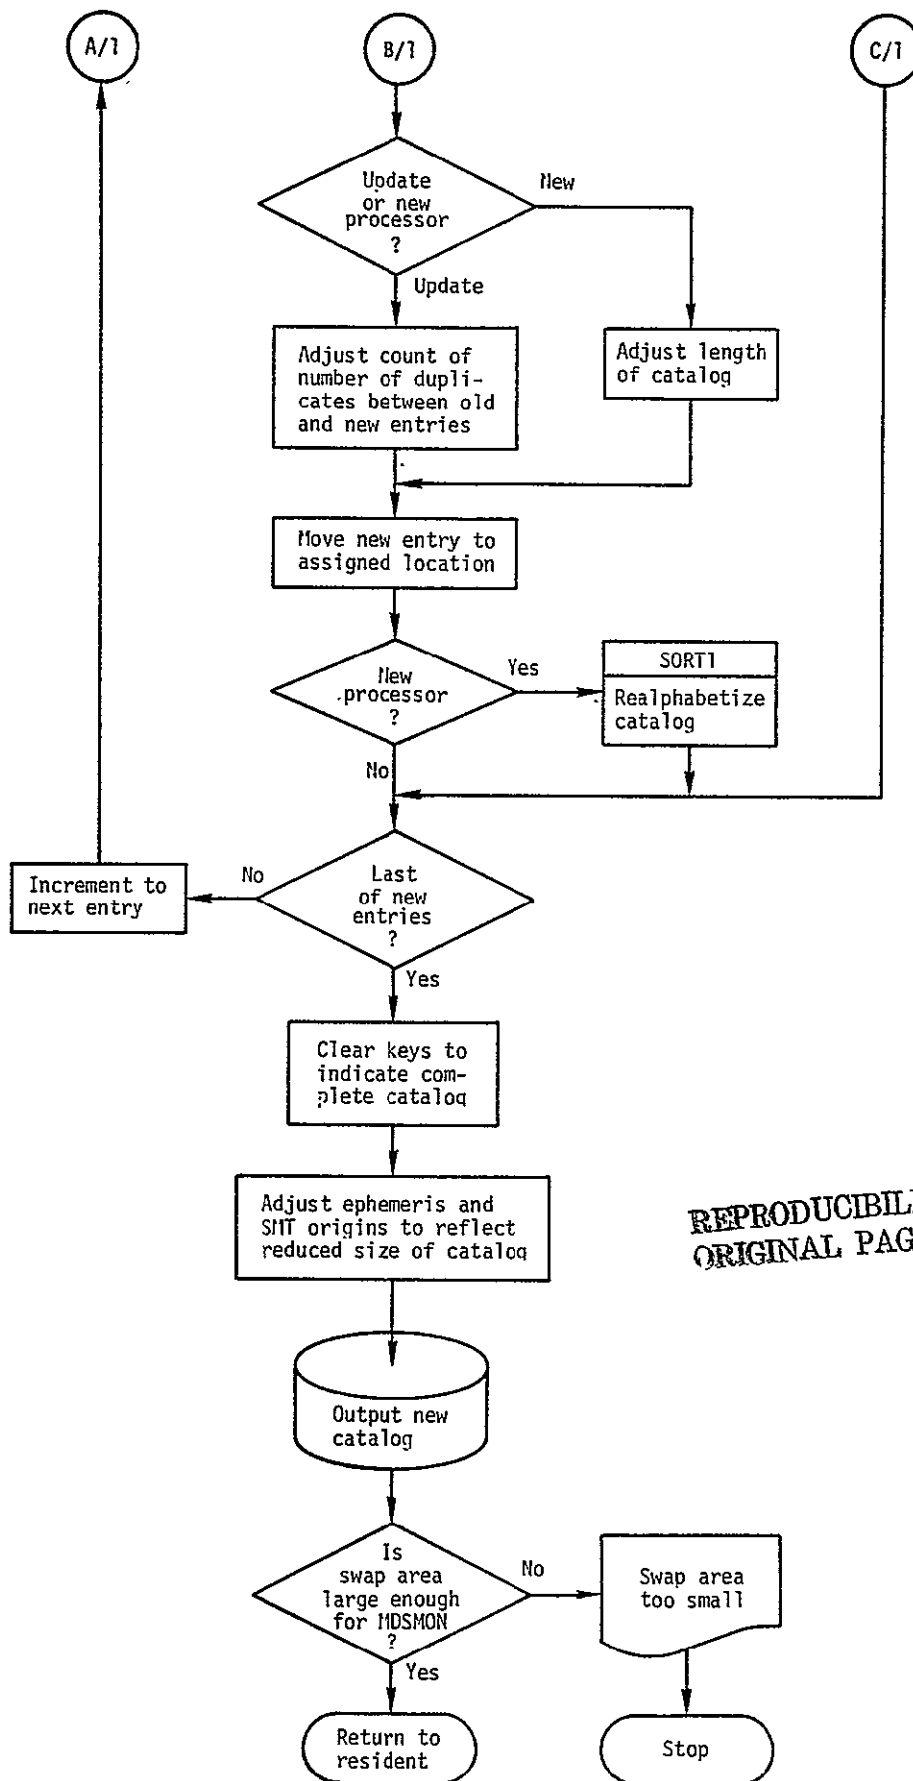 A/1
B/1
C/1
Update
or new
processor
?
New
Update
Adjust count of
number of dupli-
cates between old
and new entries
Adjust length
of catalog
Move new entry to
assigned location
New
processor
?
Yes
SORT1
Realphabetize
catalog
No
Last
of new
entries
?
No
Increment to
next entry
Yes
Clear keys to
indicate com-
plete catalog
Adjust ephemeris and
SMT origins to reflect
reduced size of catalog
REPRODUCIBIL
ORIGINAL PAG
Output new
catalog
Is
swap area
large enough
for MDSMON
?
No
Swap area
too small
Yes
Return to
resident
Stop